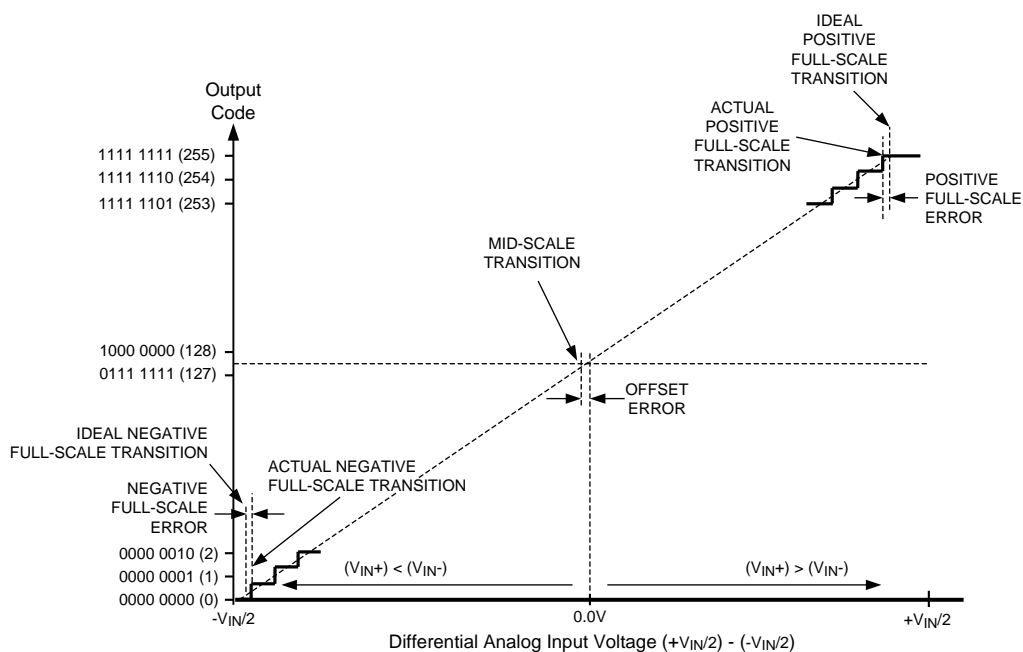 IDEAL
POSITIVE
FULL-SCALE
TRANSITION
Output
Code
ACTUAL
POSITIVE
FULL-SCALE
TRANSITION
1111 1111 (255)
1111 1110 (254)
1111 1101 (253)
POSITIVE
FULL-SCALE
ERROR
MID-SCALE
TRANSITION
1000 0000 (128)
0111 1111 (127)
OFFSET
ERROR
IDEAL NEGATIVE
FULL-SCALE TRANSITION
ACTUAL NEGATIVE
FULL-SCALE TRANSITION
NEGATIVE
FULL-SCALE
ERROR
0000 0010 (2)
0000 0001 (1)
0000 0000 (0)
(VIN+) < (VIN-)
(VIN+) > (VIN-)
-VIN/2
0.0V
+VIN/2
Differential Analog Input Voltage (+VIN/2) - (-VIN/2)